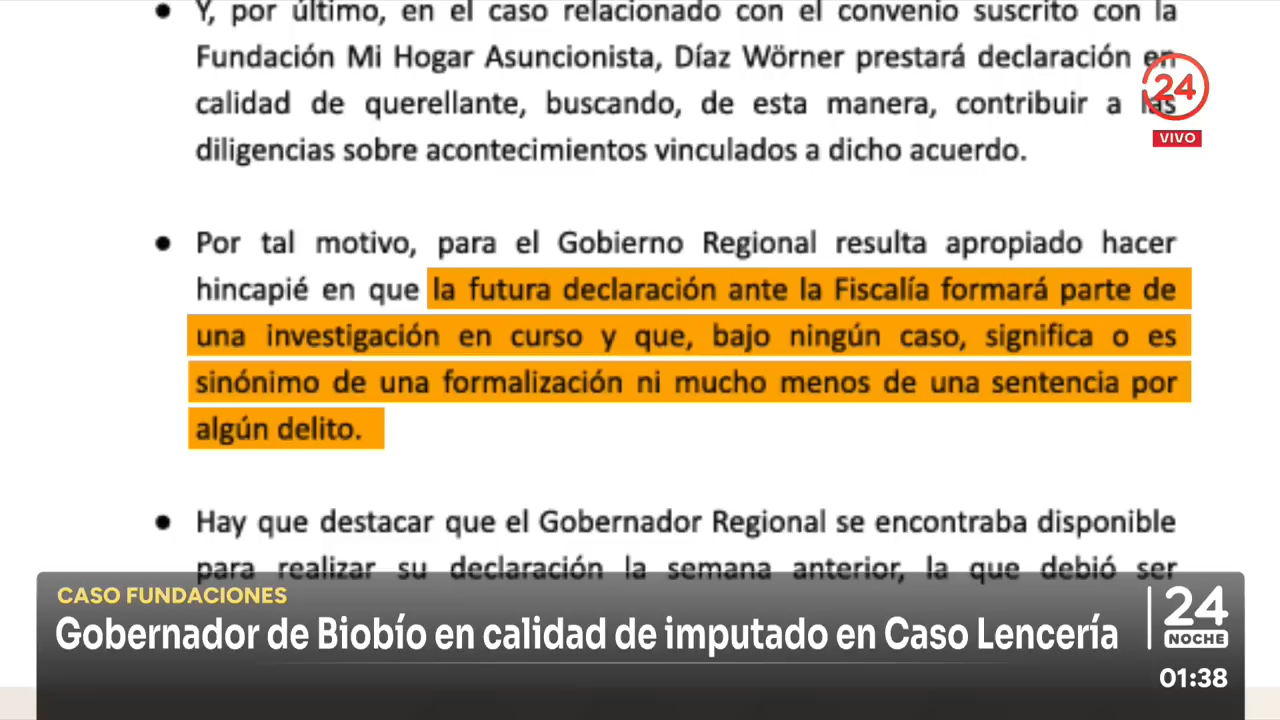 ● Y, por último, en el caso relacionado con el convenio suscrito con la
Fundación Mi Hogar Asuncionista, Díaz Wörner prestará declaración en
calidad de querellante, buscando, de esta manera, contribuir a las
diligencias sobre acontecimientos vinculados a dicho acuerdo.
24
VIVO
● Por tal motivo, para el Gobierno Regional resulta apropiado hacer
hincapié en que la futura declaración ante la Fiscalía formará parte de
una investigación en curso y que, bajo ningún caso, significa o es
sinónimo de una formalización ni mucho menos de una sentencia por
algún delito.
● Hay que destacar que el Gobernador Regional se encontraba disponible
para realizar su declaración la semana anterior, la que debió ser
CASO FUNDACIONES
Gobernador de Biobío en calidad de imputado en Caso Lencería
24
NOCHE
01:38